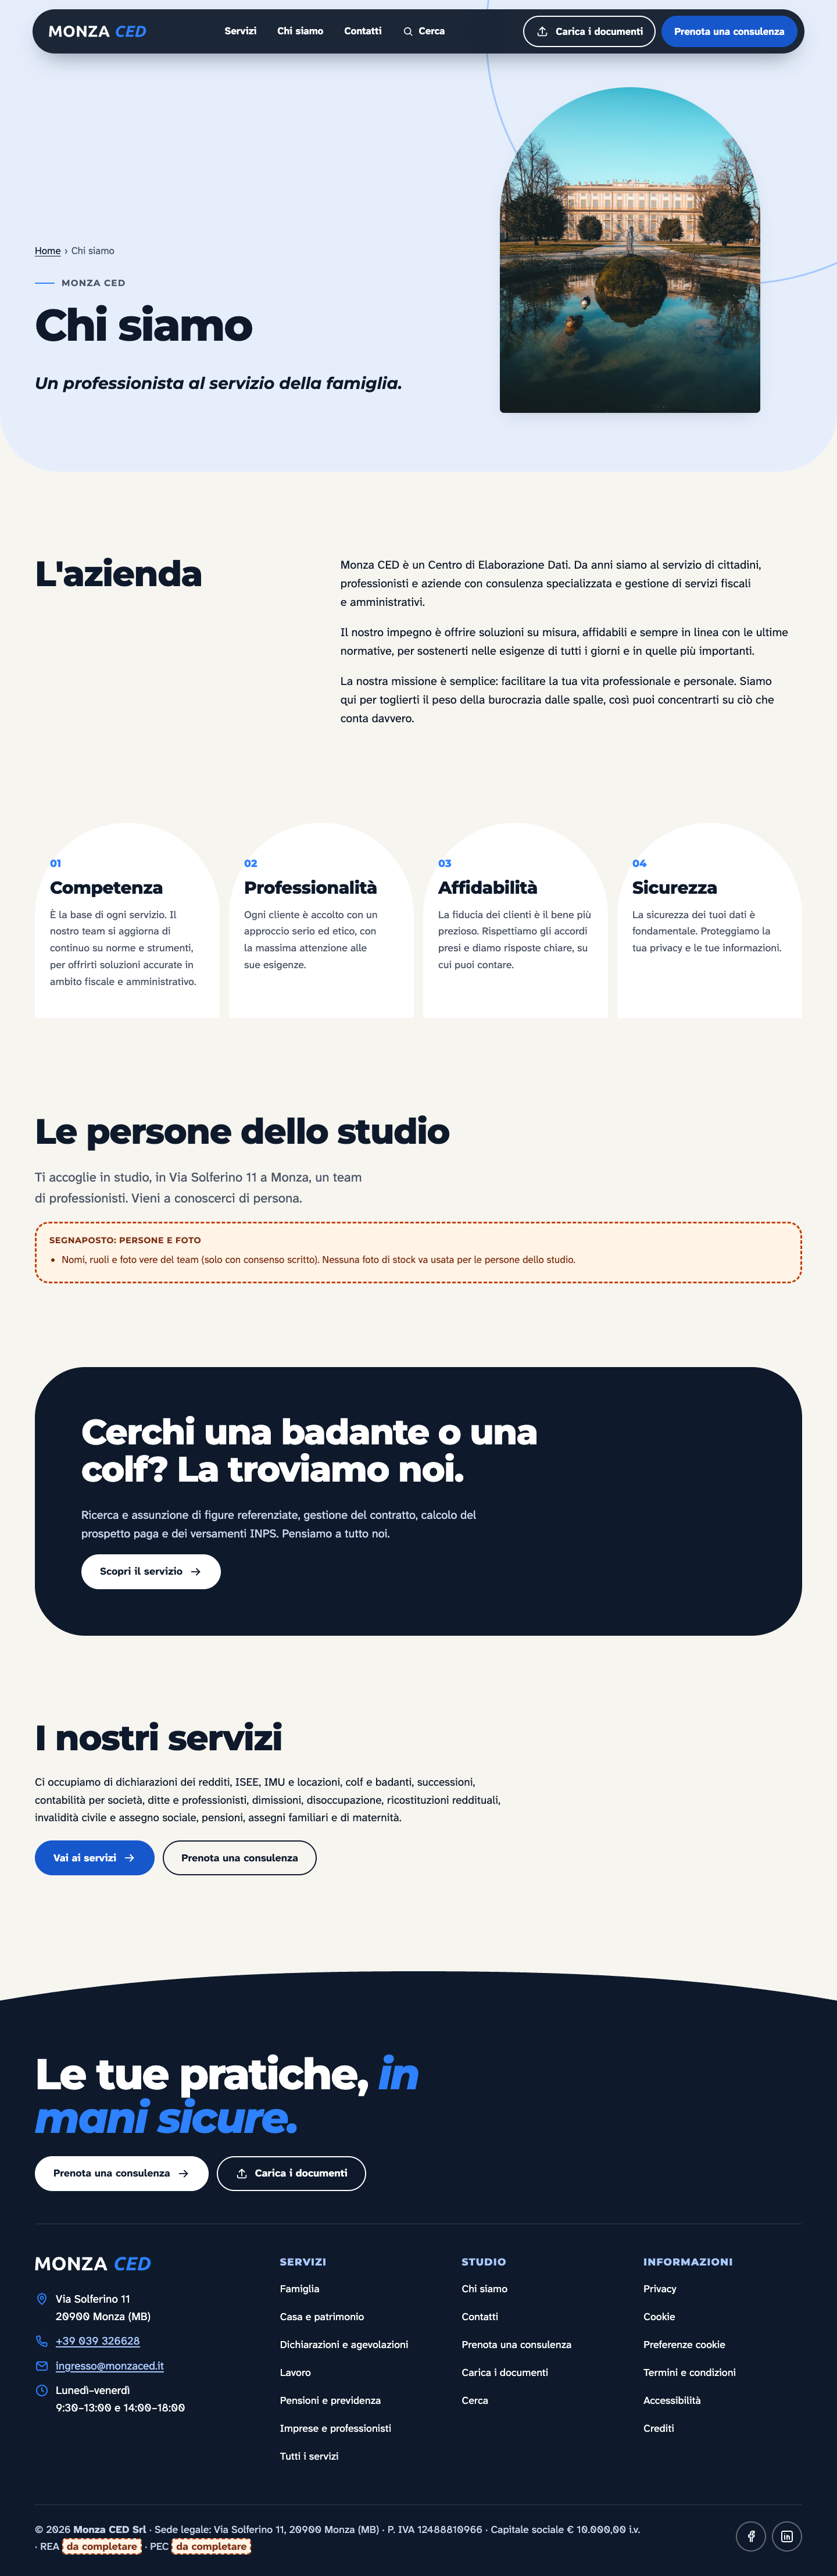 MONZA CED
Servizi
Chi siamo
Contatti
Cerca
Carica i documenti
Prenota una consulenza
Home › Chi siamo
MONZA CED
Chi siamo
Un professionista al servizio della famiglia.
L'azienda
Monza CED è un Centro di Elaborazione Dati. Da anni siamo al servizio di cittadini,
professionisti e aziende con consulenza specializzata e gestione di servizi fiscali
e amministrativi.
Il nostro impegno è offrire soluzioni su misura, affidabili e sempre in linea con le ultime
normative, per sostenerti nelle esigenze di tutti i giorni e in quelle più importanti.
La nostra missione è semplice: facilitare la tua vita professionale e personale. Siamo
qui per toglierti il peso della burocrazia dalle spalle, così puoi concentrarti su ciò che
conta davvero.
01
Competenza
È la base di ogni servizio. Il
nostro team si aggiorna di
continuo su norme e strumenti,
per offrirti soluzioni accurate in
ambito fiscale e amministrativo.
02
Professionalità
Ogni cliente è accolto con un
approccio serio ed etico, con
la massima attenzione alle
sue esigenze.
03
Affidabilità
La fiducia dei clienti è il bene più
prezioso. Rispettiamo gli accordi
presi e diamo risposte chiare, su
cui puoi contare.
04
Sicurezza
La sicurezza dei tuoi dati è
fondamentale. Proteggiamo la
tua privacy e le tue informazioni.
Le persone dello studio
Ti accoglie in studio, in Via Solferino 11 a Monza, un team
di professionisti. Vieni a conoscerci di persona.
SEGNAPOSTO: PERSONE E FOTO
• Nomi, ruoli e foto vere del team (solo con consenso scritto). Nessuna foto di stock va usata per le persone dello studio.
Cerchi una badante o una
colf? La troviamo noi.
Ricerca e assunzione di figure referenziate, gestione del contratto, calcolo del
prospetto paga e dei versamenti INPS. Pensiamo a tutto noi.
Scopri il servizio
I nostri servizi
Ci occupiamo di dichiarazioni dei redditi, ISEE, IMU e locazioni, colf e badanti, successioni,
contabilità per società, ditte e professionisti, dimissioni, disoccupazione, ricostituzioni reddituali,
invalidità civile e assegno sociale, pensioni, assegni familiari e di maternità.
Vai ai servizi
Prenota una consulenza
Le tue pratiche, in
mani sicure.
Prenota una consulenza
Carica i documenti
MONZA CED
Via Solferino 11
20900 Monza (MB)
+39 039 326628
ingresso@monzaced.it
Lunedì–venerdì
9:30–13:00 e 14:00–18:00
SERVIZI
Famiglia
Casa e patrimonio
Dichiarazioni e agevolazioni
Lavoro
Pensioni e previdenza
Imprese e professionisti
Tutti i servizi
STUDIO
Chi siamo
Contatti
Prenota una consulenza
Carica i documenti
Cerca
INFORMAZIONI
Privacy
Cookie
Preferenze cookie
Termini e condizioni
Accessibilità
Crediti
© 2026 Monza CED Srl · Sede legale: Via Solferino 11, 20900 Monza (MB) · P. IVA 12488810966 · Capitale sociale € 10.000,00 i.v.
· REA da completare · PEC da completare